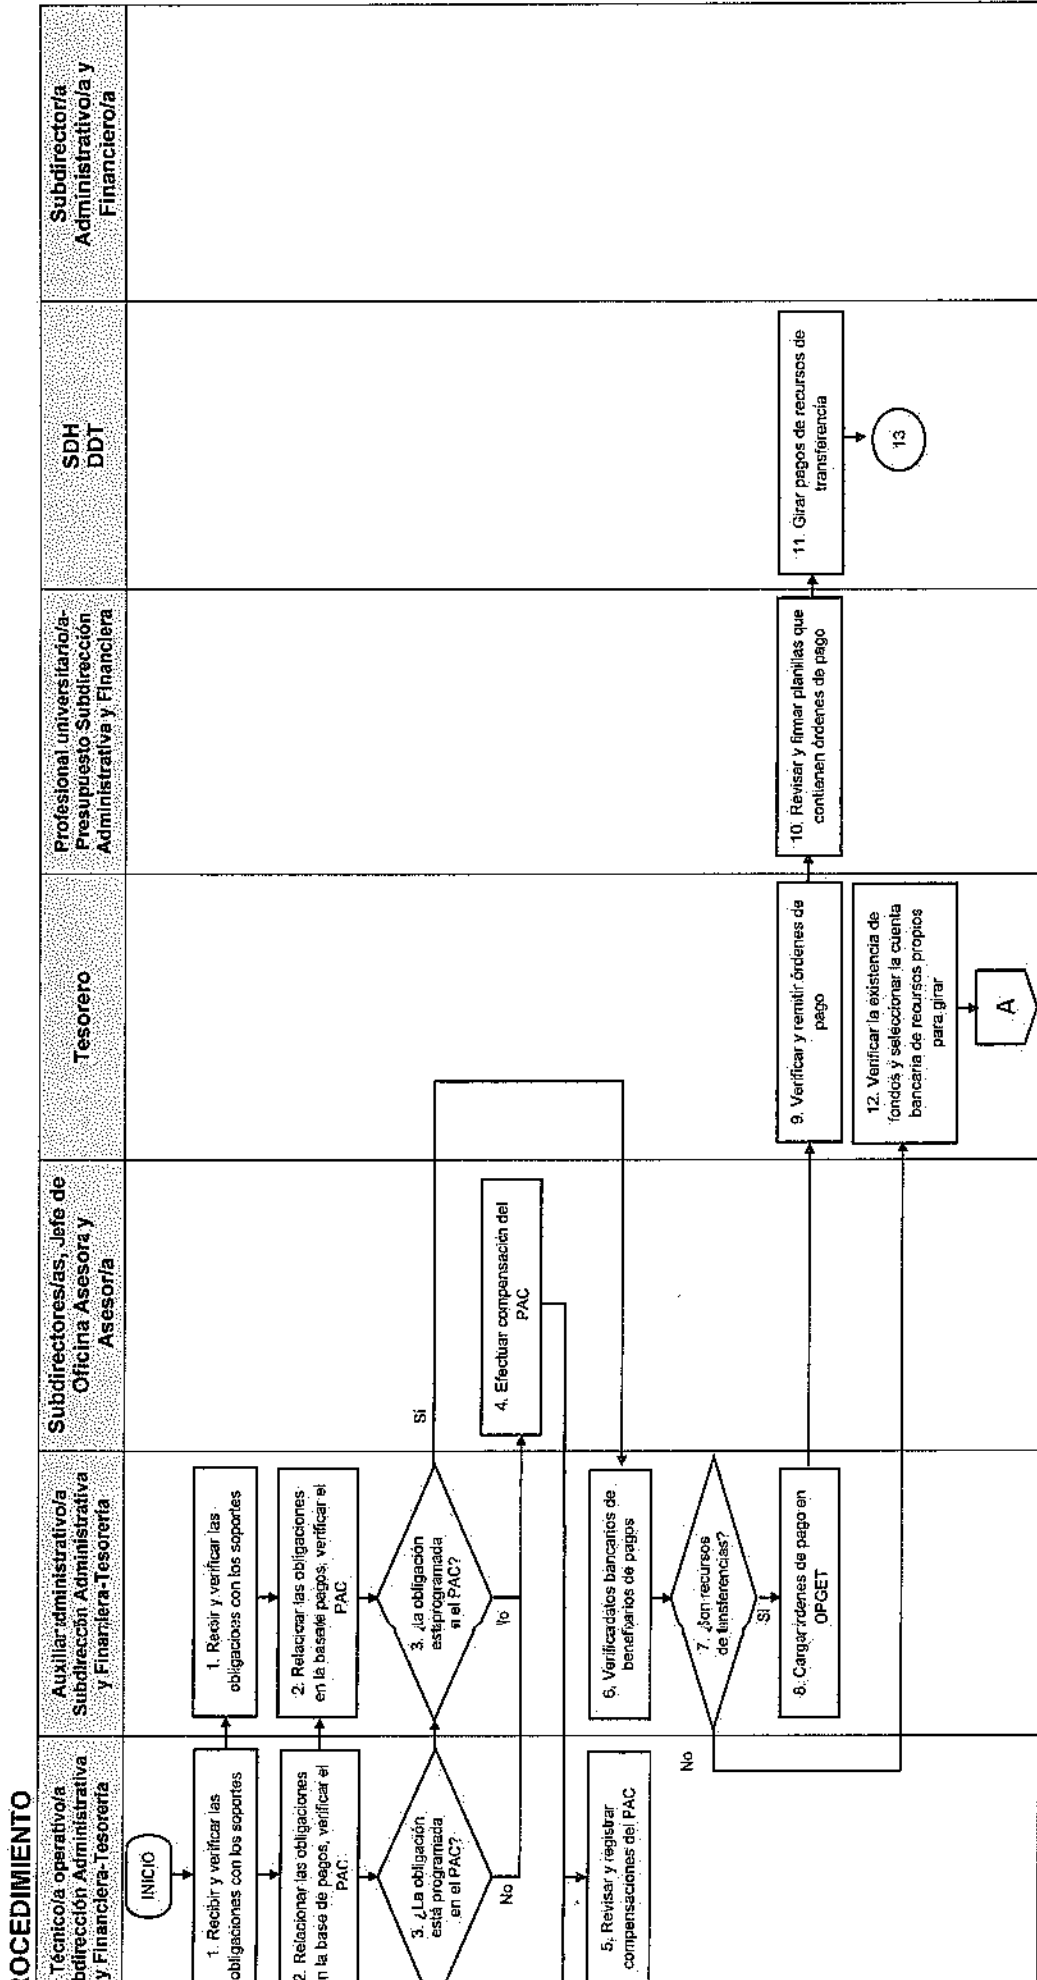 OCEDIMIENTO
Técnico/a operativo/a
bdirección Administrativa
y Financiera-Tesorería
Auxiliar administrativo/a
Subdirección Administrativa
y Financiera-Tesorería
Subdirectores/as, Jefe de
Oficina Asesora y
Asesor/a
Tesorero
Profesional universitario/a-
Presupuesto Subdirección
Administrativa y Financiera
SDH
DDT
Subdirector/a
Administrativo/a y
Financiero/a
INICIO
1. Recibir y verificar las
obligaciones con los soportes
1. Recibir y verificar las
obligaciones con los soportes
2. Relacionar las obligaciones
n la base de pagos, verificar el
PAC.
2. Relacionar las obligaciones
en la base pagos, verificar el
PAC
3. ¿La obligación
está programada
en el PAC?
No
3. ¿la obligación
programada
el PAC?
Sí
4. Efectuar compensación del
PAC
5. Revisar y registrar
compensaciones del PAC
6. Verificar datos bancarios de
beneficiarios de pagos
7. ¿Son recursos
de transferencias?
Sí
No
8. Cargar órdenes de pago en
OPGET
9. Verificar y remitir órdenes de
pago
10. Revisar y firmar planillas que
contienen órdenes de pago
11. Girar pagos de recursos de
transferencia
13
12. Verificar la existencia de
fondos y seleccionar la cuenta
bancaria de recursos propios
para girar
A